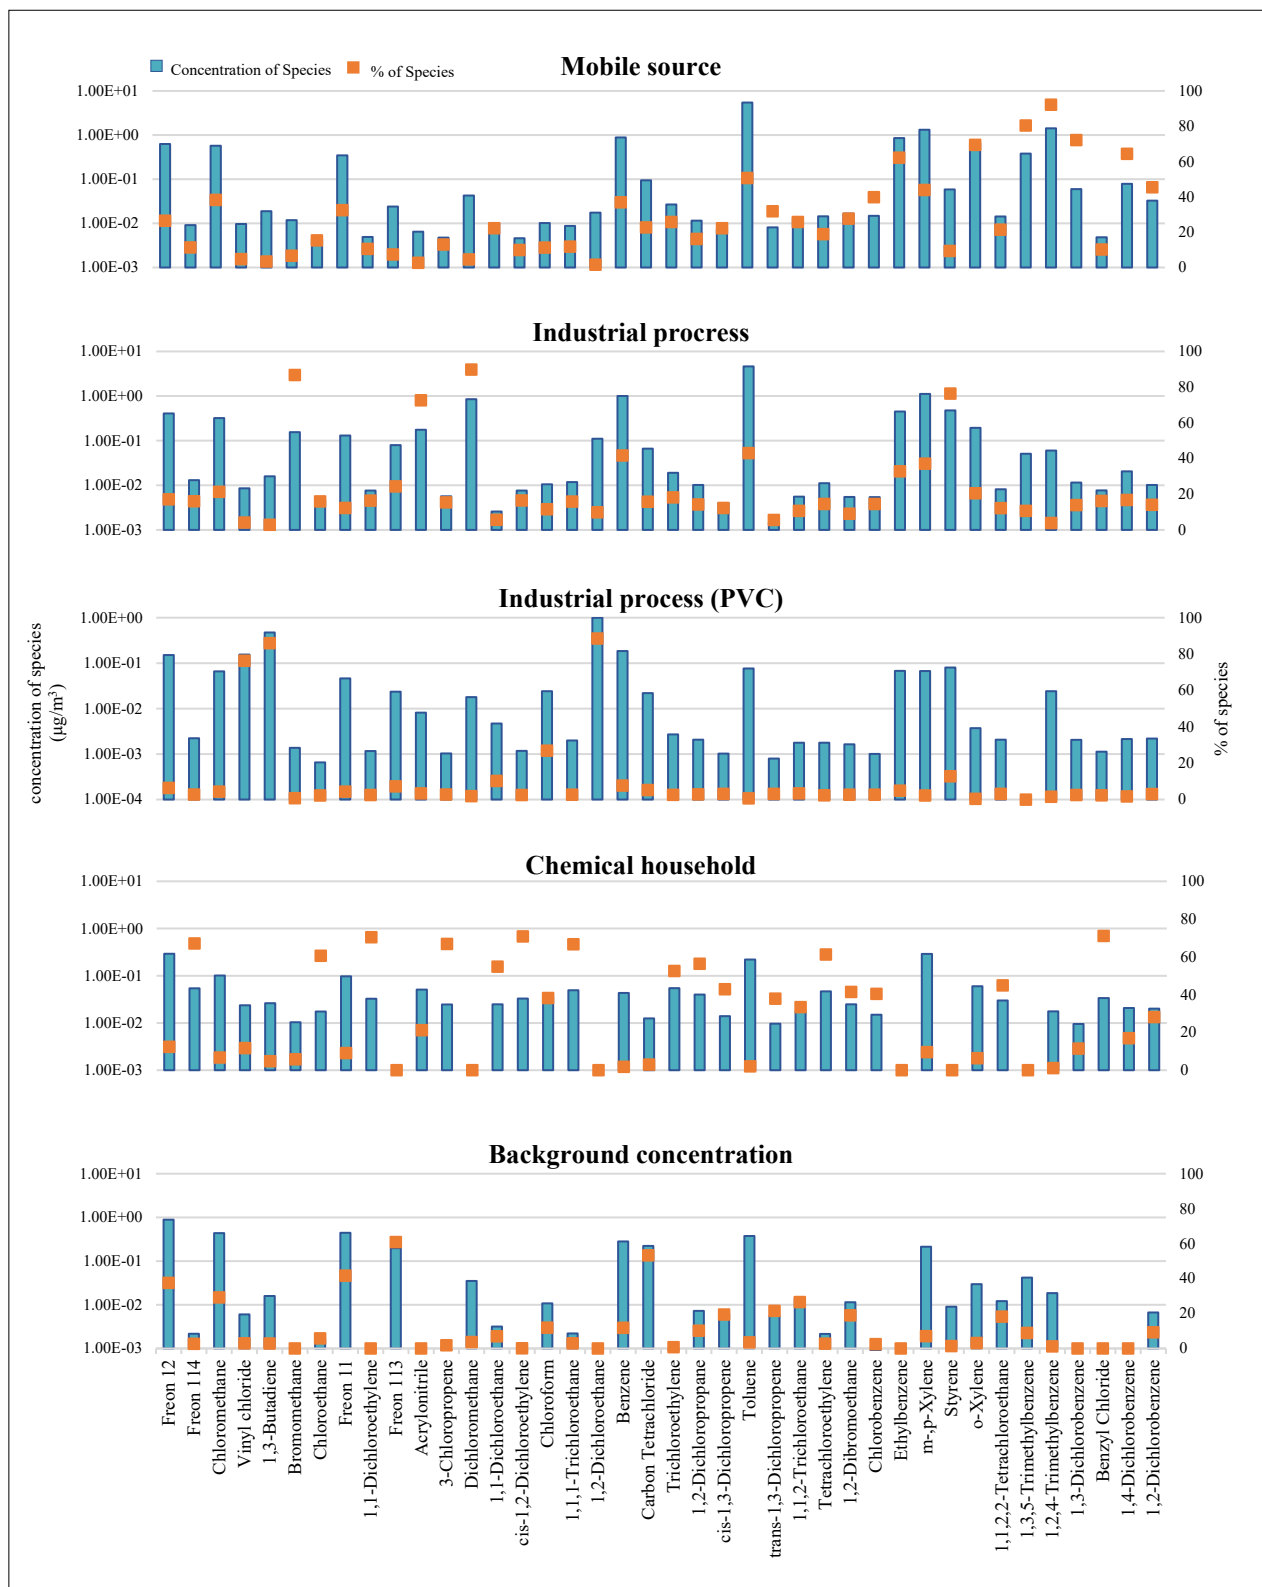 Mobile source
Concentration of Species
% of Species
1.00E+01
1.00E+00
1.00E-01
1.00E-02
1.00E-03
100
80
60
40
20
0
Industrial procress
1.00E+01
1.00E+00
1.00E-01
1.00E-02
1.00E-03
100
80
60
40
20
0
Industrial process (PVC)
concentration of species
(µg/m³)
1.00E+00
1.00E-01
1.00E-02
1.00E-03
1.00E-04
100
80
60
40
20
0
% of species
Chemical household
1.00E+01
1.00E+00
1.00E-01
1.00E-02
1.00E-03
100
80
60
40
20
0
Background concentration
1.00E+01
1.00E+00
1.00E-01
1.00E-02
1.00E-03
100
80
60
40
20
0
Freon 12
Freon 114
Chloromethane
Vinyl chloride
1,3-Butadiene
Bromomethane
Chloroethane
Freon 11
1,1-Dichloroethylene
Freon 113
Acrylonitrile
3-Chloropropene
Dichloromethane
1,1-Dichloroethane
cis-1,2-Dichloroethylene
Chloroform
1,1,1-Trichloroethane
1,2-Dichloroethane
Benzene
Carbon Tetrachloride
Trichloroethylene
1,2-Dichloropropane
cis-1,3-Dichloropropene
Toluene
trans-1,3-Dichloropropene
1,1,2-Trichloroethane
Tetrachloroethylene
1,2-Dibromoethane
Chlorobenzene
Ethylbenzene
m-,p-Xylene
Styrene
o-Xylene
1,1,2,2-Tetrachloroethane
1,3,5-Trimethylbenzene
1,2,4-Trimethylbenzene
1,3-Dichlorobenzene
Benzyl Chloride
1,4-Dichlorobenzene
1,2-Dichlorobenzene